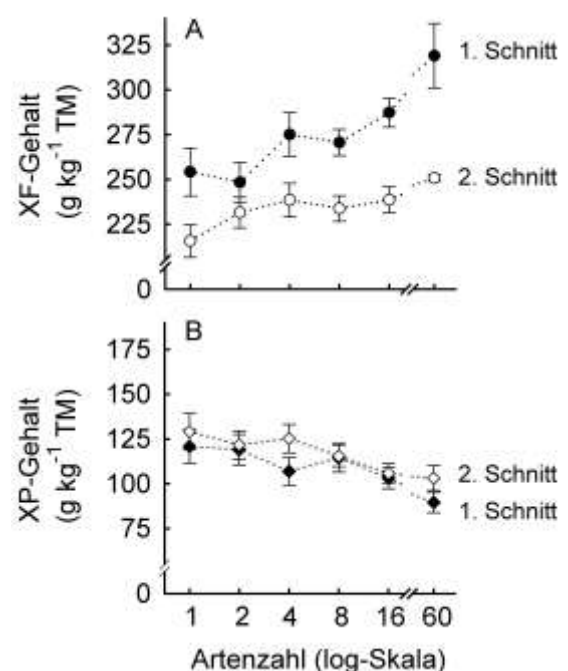 A
325
300
275
250
225
0
XF-Gehalt
(g kg⁻¹ TM)
1. Schnitt
2. Schnitt
B
175
150
125
100
75
0
XP-Gehalt
(g kg⁻¹ TM)
2. Schnitt
1. Schnitt
1 2 4 8 16 60
Artenzahl (log-Skala)